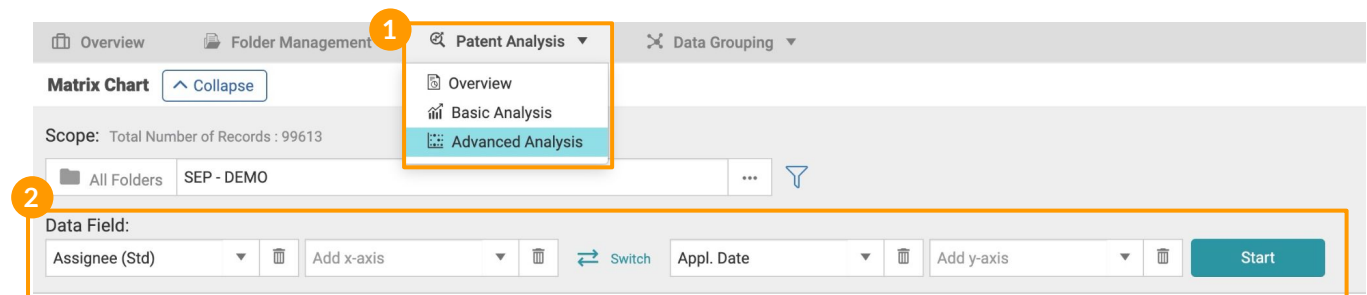 1
Overview Folder Management Patent Analysis Data Grouping
Matrix Chart Collapse
Overview
Basic Analysis
Advanced Analysis
Scope: Total Number of Records : 99613
All Folders SEP - DEMO ...
2
Data Field:
Assignee (Std) Add x-axis Switch Appl. Date Add y-axis Start